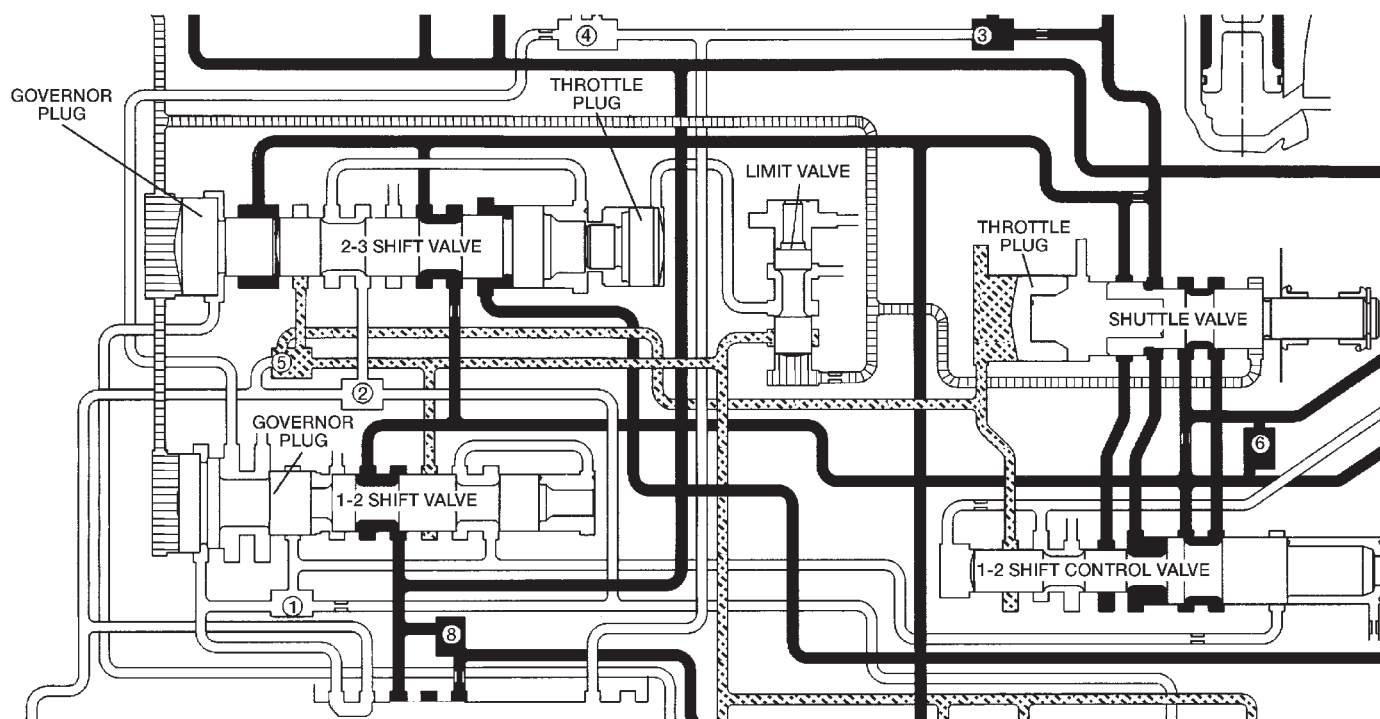 ④
③
GOVERNOR
PLUG
THROTTLE
PLUG
LIMIT VALVE
THROTTLE
PLUG
2-3 SHIFT VALVE
SHUTTLE VALVE
⑤
②
GOVERNOR
PLUG
⑥
1-2 SHIFT VALVE
1-2 SHIFT CONTROL VALVE
①
⑧